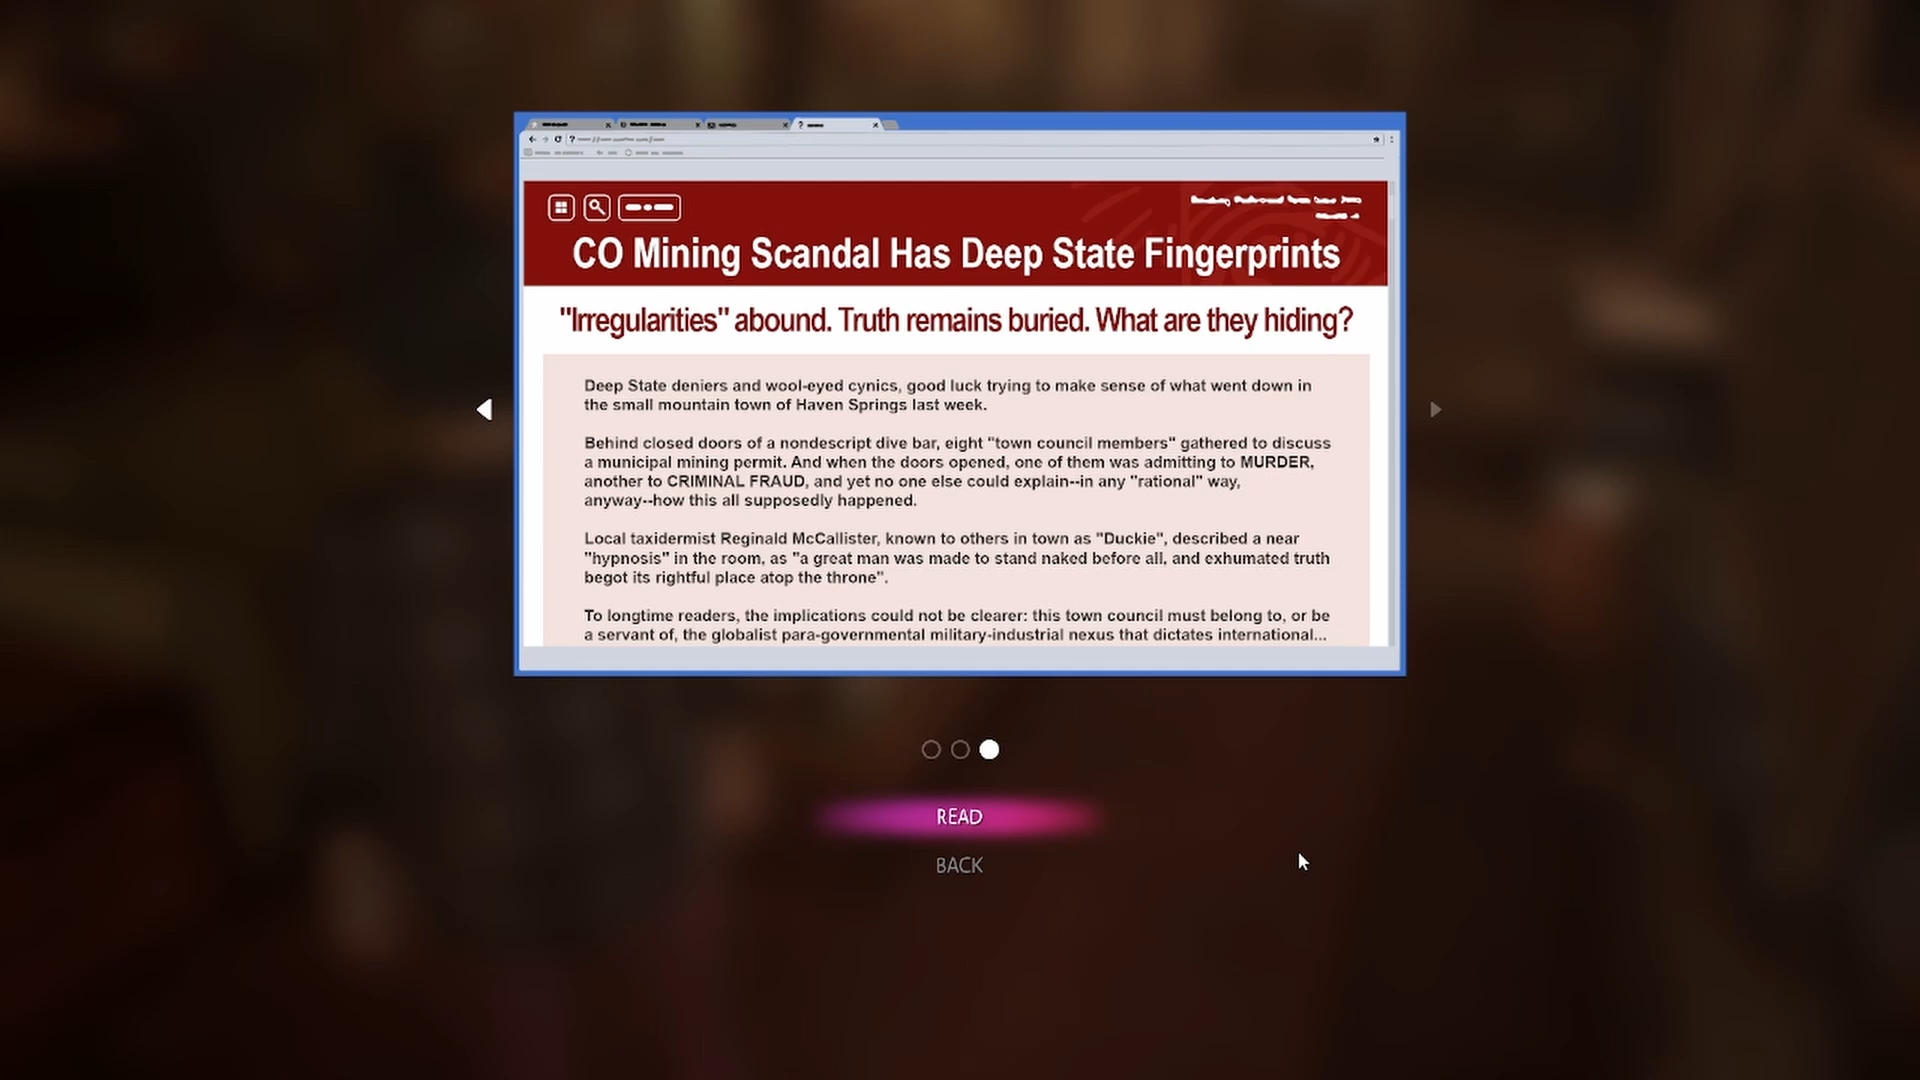 CO Mining Scandal Has Deep State Fingerprints
"Irregularities" abound. Truth remains buried. What are they hiding?
Deep State deniers and wool-eyed cynics, good luck trying to make sense of what went down in
the small mountain town of Haven Springs last week.
Behind closed doors of a nondescript dive bar, eight "town council members" gathered to discuss
a municipal mining permit. And when the doors opened, one of them was admitting to MURDER,
another to CRIMINAL FRAUD, and yet no one else could explain--in any "rational" way,
anyway--how this all supposedly happened.
Local taxidermist Reginald McCallister, known to others in town as "Duckie", described a near
"hypnosis" in the room, as "a great man was made to stand naked before all, and exhumated truth
begot its rightful place atop the throne".
To longtime readers, the implications could not be clearer: this town council must belong to, or be
a servant of, the globalist para-governmental military-industrial nexus that dictates international...
READ
BACK